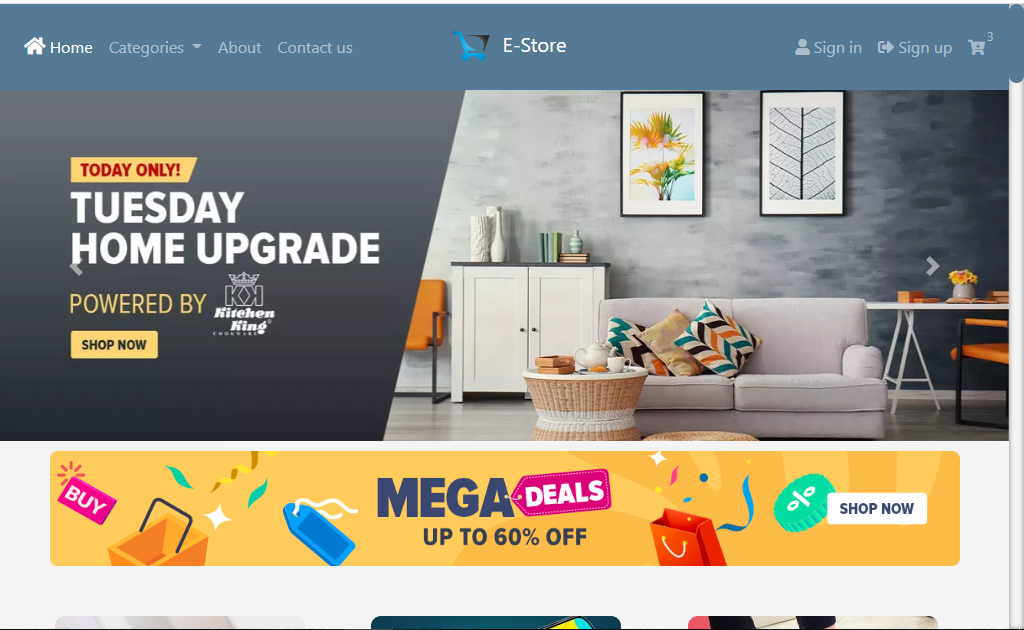 Home Categories About Contact us E-Store Sign in Sign up 3
TODAY ONLY!
TUESDAY
HOME UPGRADE
POWERED BY KK Kitchen King®
COOKWARE
SHOP NOW
BUY
MEGA DEALS
UP TO 60% OFF
%
SHOP NOW